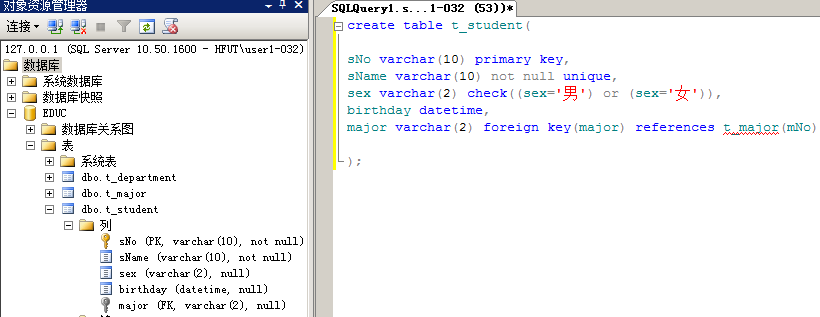 对象资源管理器
连接
127.0.0.1 (SQL Server 10.50.1600 - HFUT\user1-032)
数据库
系统数据库
数据库快照
EDUC
数据库关系图
表
系统表
dbo.t_department
dbo.t_major
dbo.t_student
列
sNo (PK, varchar(10), not null)
sName (varchar(10), not null)
sex (varchar(2), null)
birthday (datetime, null)
major (FK, varchar(2), null)
SQLQuery1.s...1-032 (53))*
create table t_student(
sNo varchar(10) primary key,
sName varchar(10) not null unique,
sex varchar(2) check((sex='男') or (sex='女')),
birthday datetime,
major varchar(2) foreign key(major) references t_major(mNo)
);